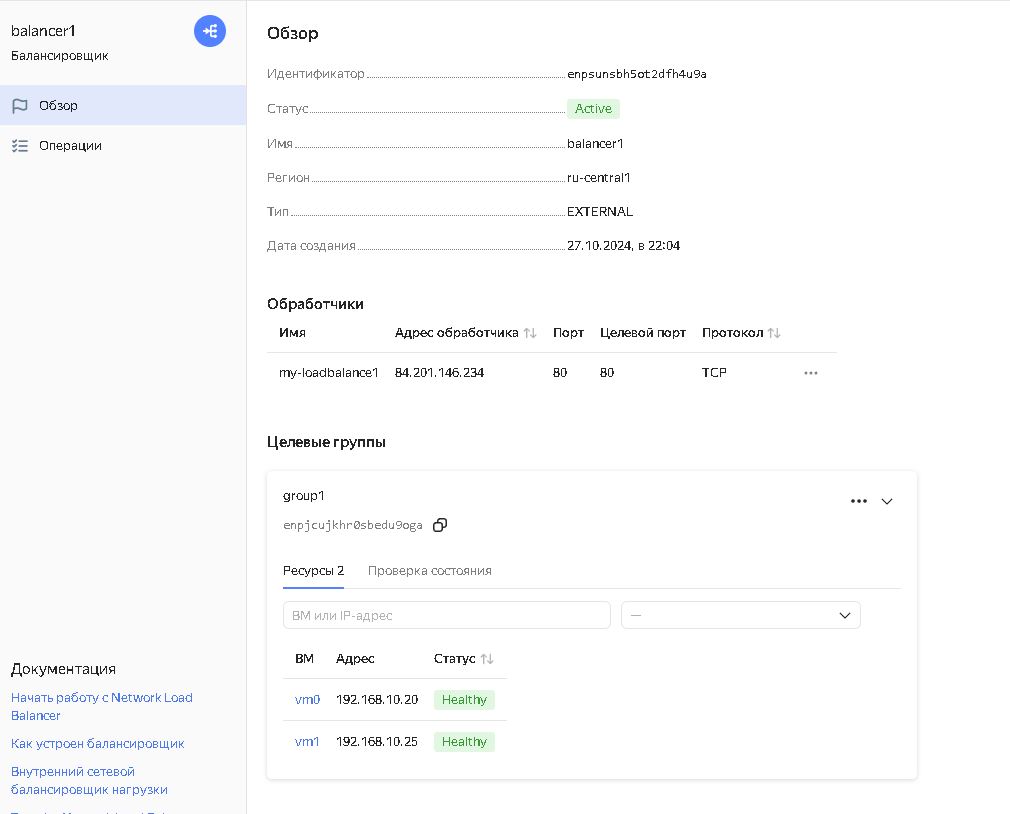 balancer1
Балансировщик
Обзор
Операции
Документация
Начать работу с Network Load
Balancer
Как устроен балансировщик
Внутренний сетевой
балансировщик нагрузки
Обзор
Идентификатор enpsunsbh5ot2dfh4u9a
Статус Active
Имя balancer1
Регион ru-central1
Тип EXTERNAL
Дата создания 27.10.2024, в 22:04
Обработчики
Имя Адрес обработчика Порт Целевой порт Протокол
my-loadbalance1 84.201.146.234 80 80 TCP
Целевые группы
group1
enpjcujkhr0sbedu9oga
Ресурсы 2 Проверка состояния
ВМ или IP-адрес —
ВМ Адрес Статус
vm0 192.168.10.20 Healthy
vm1 192.168.10.25 Healthy